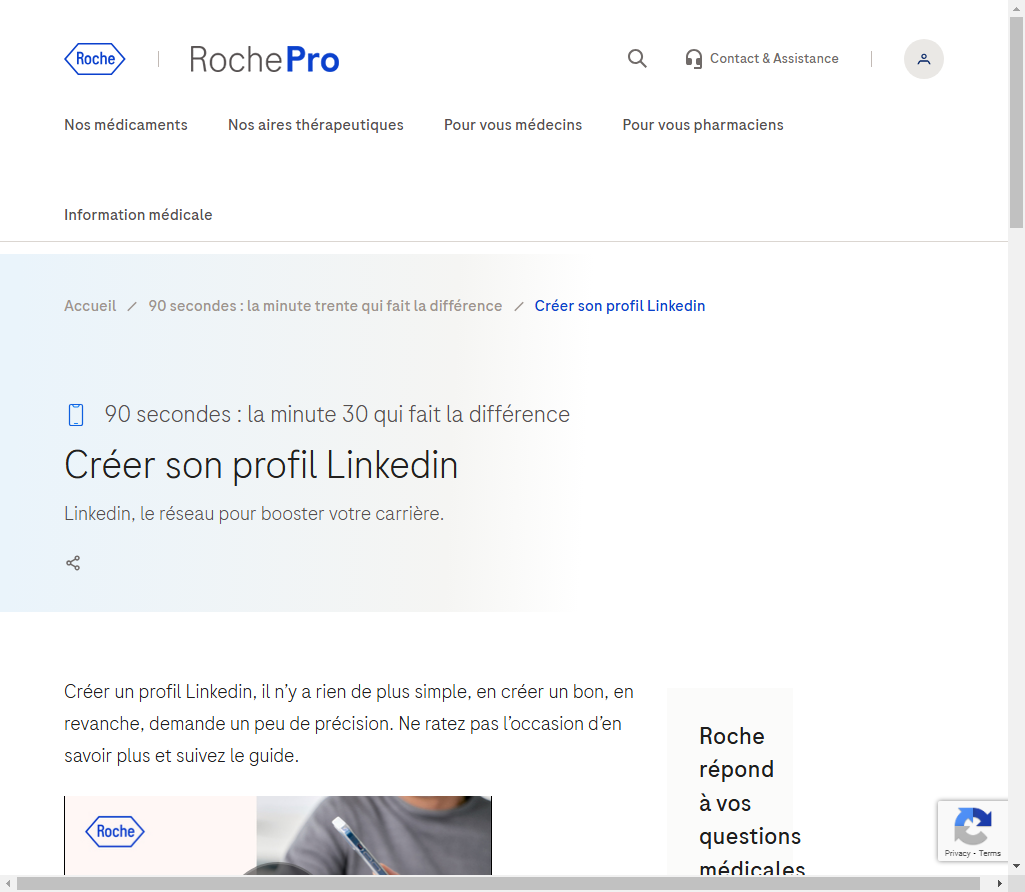 Roche
RochePro
Contact & Assistance
Nos médicaments
Nos aires thérapeutiques
Pour vous médecins
Pour vous pharmaciens
Information médicale
Accueil / 90 secondes : la minute trente qui fait la différence / Créer son profil Linkedin
90 secondes : la minute 30 qui fait la différence
Créer son profil Linkedin
Linkedin, le réseau pour booster votre carrière.
Créer un profil Linkedin, il n’y a rien de plus simple, en créer un bon, en
revanche, demande un peu de précision. Ne ratez pas l’occasion d’en
savoir plus et suivez le guide.
Roche
Roche
répond
à vos
questions
médicales
Privacy - Terms